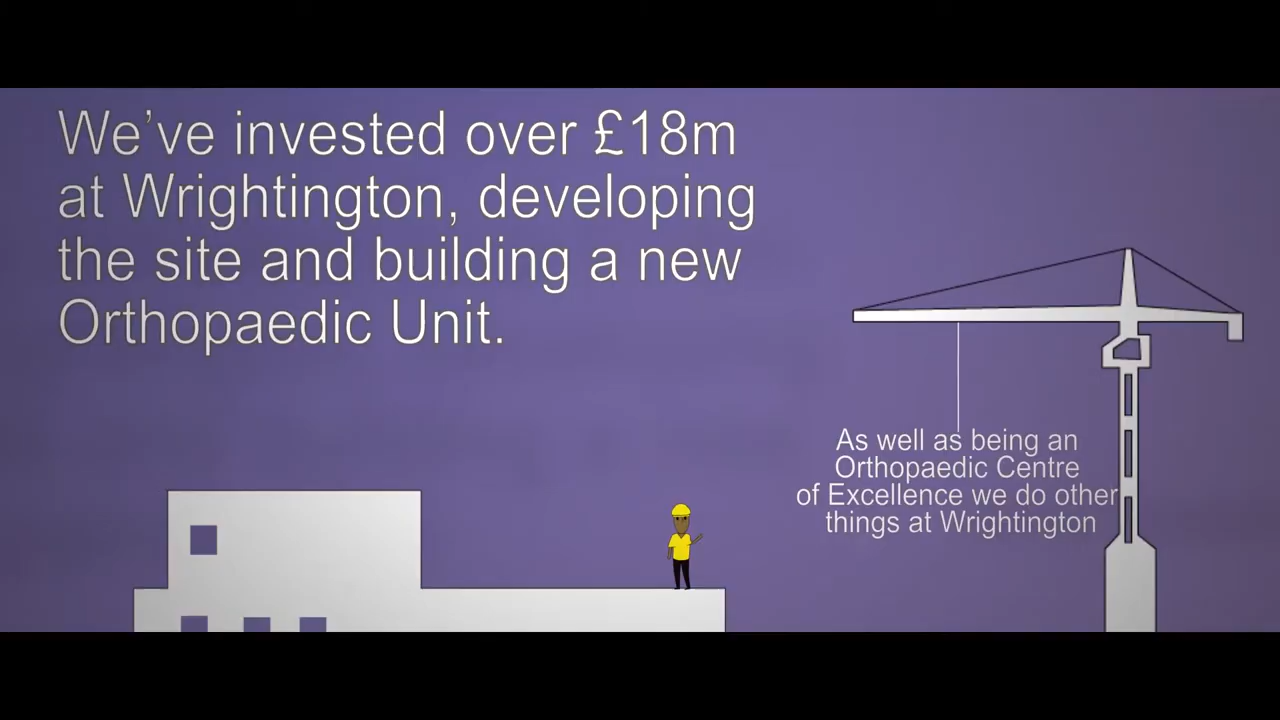 We've invested over £18m
at Wrightington, developing
the site and building a new
Orthopaedic Unit.
As well as being an
Orthopaedic Centre
of Excellence we do other
things at Wrightington